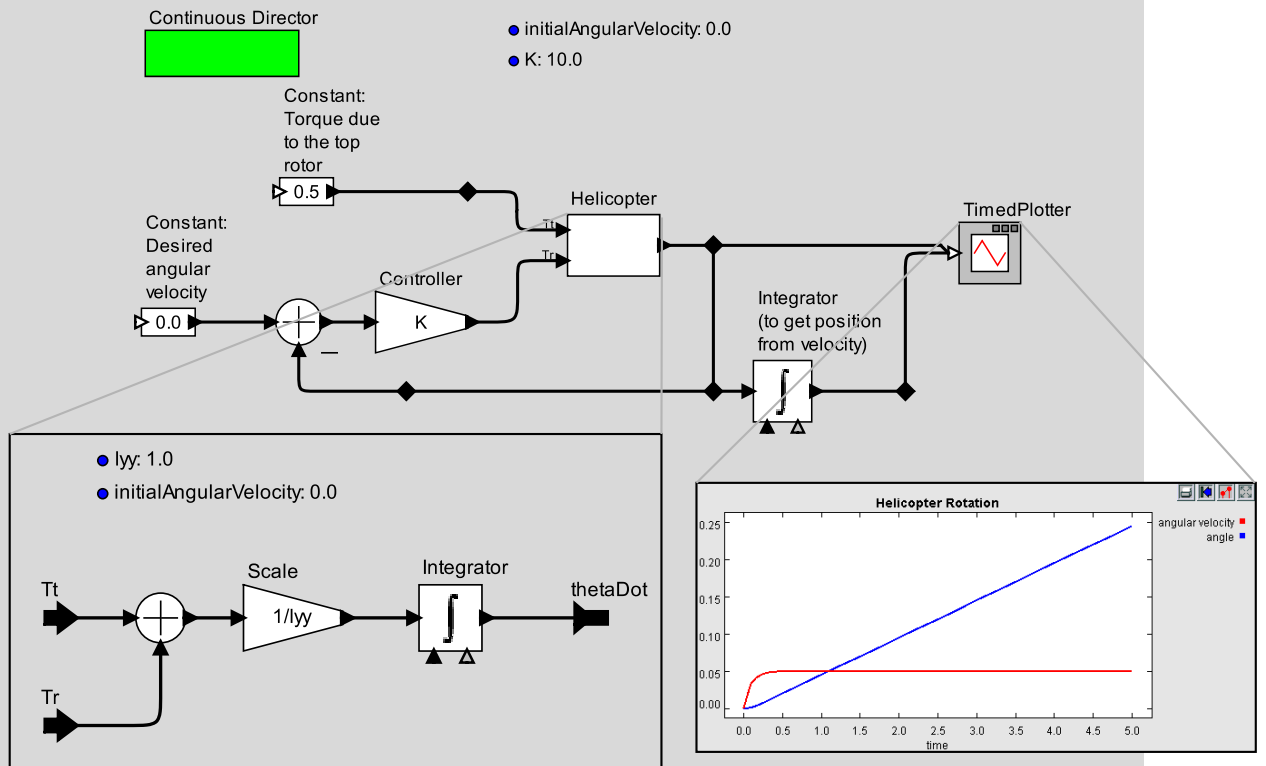 Continuous Director
initialAngularVelocity: 0.0
K: 10.0
Constant:
Torque due
to the top
rotor
0.5
Helicopter
Tt
Tr
TimedPlotter
Constant:
Desired
angular
velocity
0.0
Controller
K
–
Integrator
(to get position
from velocity)
∫
Iyy: 1.0
initialAngularVelocity: 0.0
Tt
Tr
Scale
1/Iyy
Integrator
∫
thetaDot
Helicopter Rotation
angular velocity
angle
0.25
0.20
0.15
0.10
0.05
0.00
0.0 0.5 1.0 1.5 2.0 2.5 3.0 3.5 4.0 4.5 5.0
time